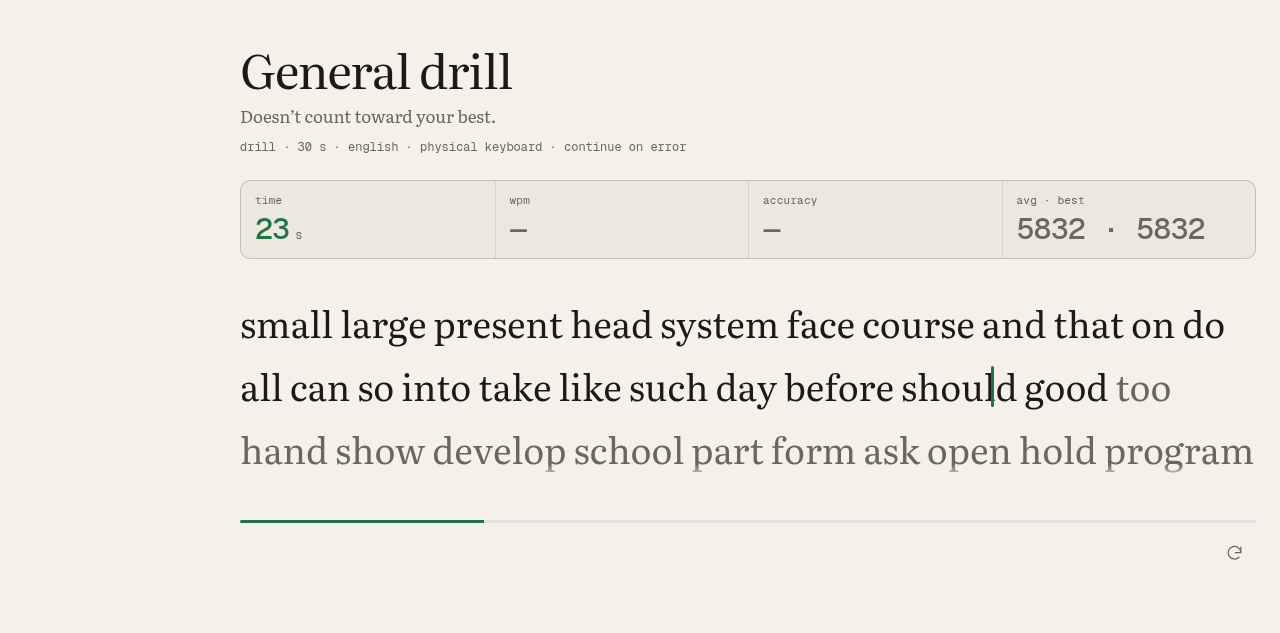 General drill
Doesn’t count toward your best.
drill · 30 s · english · physical keyboard · continue on error
time
23 s
wpm
—
accuracy
—
avg · best
5832 · 5832
small large present head system face course and that on do
all can so into take like such day before should good too
hand show develop school part form ask open hold program